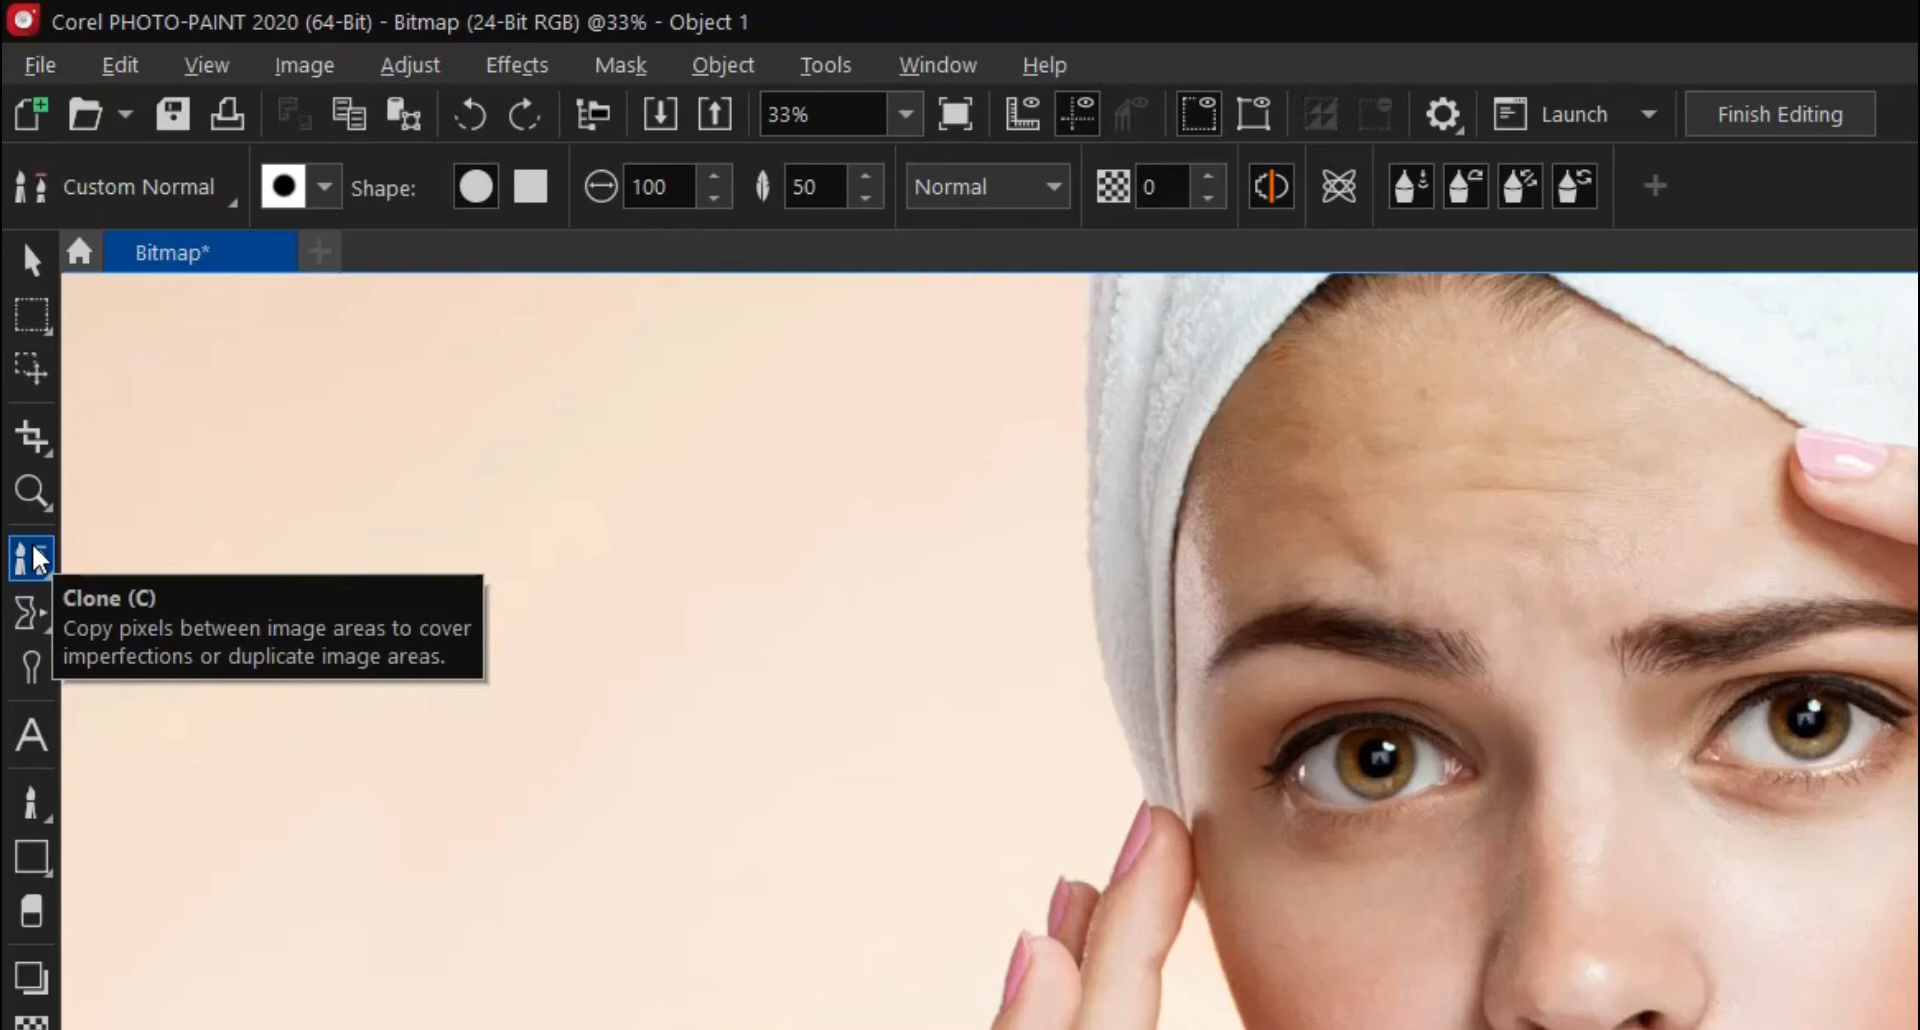 Corel PHOTO-PAINT 2020 (64-Bit) - Bitmap (24-Bit RGB) @33% - Object 1
File Edit View Image Adjust Effects Mask Object Tools Window Help
33% Launch Finish Editing
Custom Normal Shape: 100 50 Normal 0
Bitmap*
Clone (C)
Copy pixels between image areas to cover
imperfections or duplicate image areas.